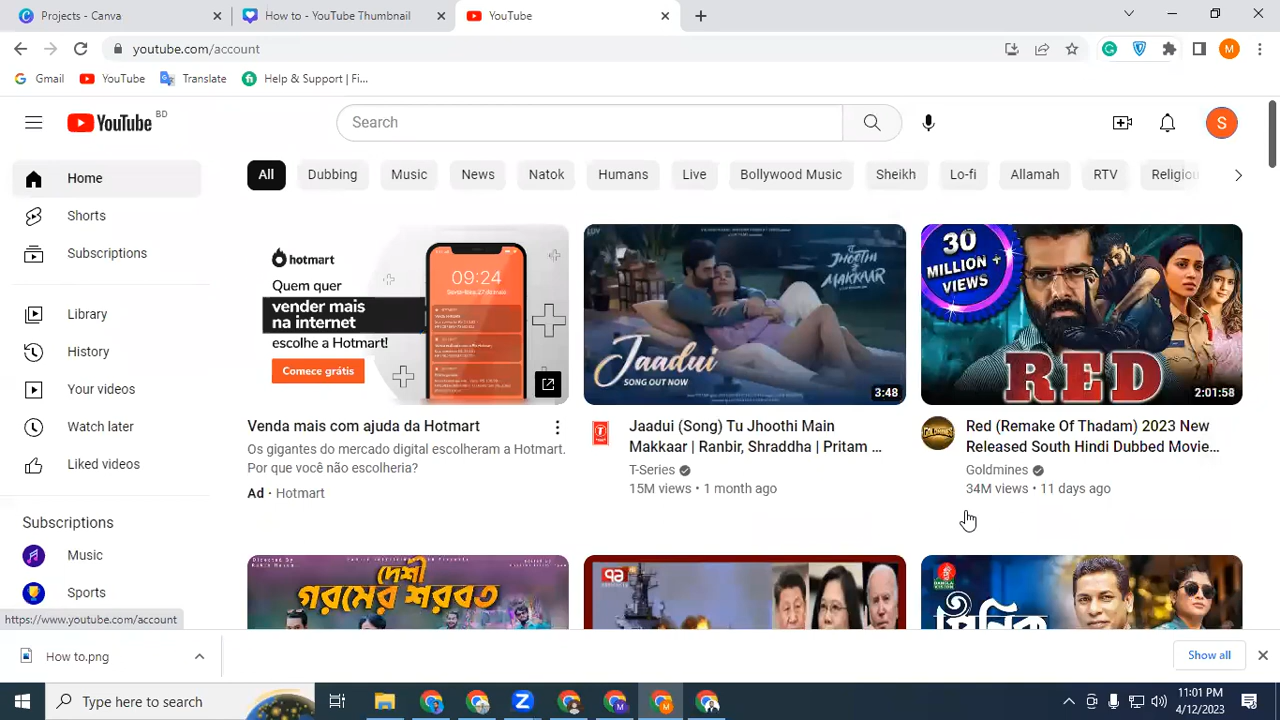 Projects - Canva
How to - YouTube Thumbnail
YouTube
youtube.com/account
M
Gmail
YouTube
Translate
Help & Support | Fi...
YouTube BD
Search
S
Home
Shorts
Subscriptions
Library
History
Your videos
Watch later
Liked videos
Subscriptions
Music
Sports
https://www.youtube.com/account
All
Dubbing
Music
News
Natok
Humans
Live
Bollywood Music
Sheikh
Lo-fi
Allamah
RTV
Religiou
hotmart
Quem quer
vender mais
na internet
escolhe a Hotmart!
Comece grátis
09:24
Venda mais com ajuda da Hotmart
Os gigantes do mercado digital escolheram a Hotmart.
Por que você não escolheria?
Ad · Hotmart
LUV
TU
JHOOTHI
MAIN
MAKKAAR
Jaadui
SONG OUT NOW
3:48
Jaadui (Song) Tu Jhoothi Main
Makkaar | Ranbir, Shraddha | Pritam ...
T-Series
15M views • 1 month ago
30
MILLION +
VIEWS
RED
2:01:58
Red (Remake Of Thadam) 2023 New
Released South Hindi Dubbed Movie...
Goldmines
34M views • 11 days ago
দেশী
গরমের শরবত
How to.png
Show all
Type here to search
11:01 PM
4/12/2023